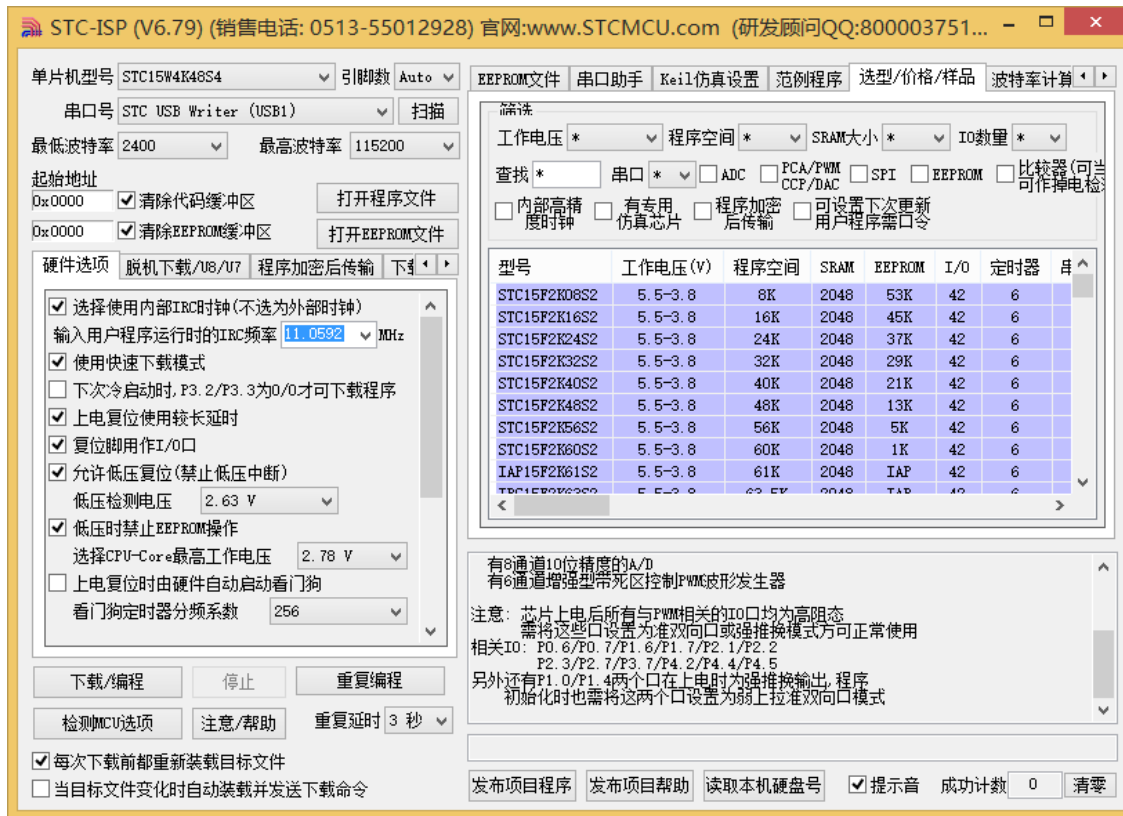 STC-ISP (V6.79) (销售电话: 0513-55012928) 官网:www.STCMCU.com (研发顾问QQ:800003751...
单片机型号 STC15W4K48S4 引脚数 Auto
串口号 STC USB Writer (USB1) 扫描
最低波特率 2400 最高波特率 115200
起始地址
0x0000 清除代码缓冲区 打开程序文件
0x0000 清除EEPROM缓冲区 打开EEPROM文件
硬件选项 脱机下载/U8/U7 程序加密后传输
选择使用内部IRC时钟(不选为外部时钟)
输入用户程序运行时的IRC频率 11.0592 MHz
使用快速下载模式
下次冷启动时,P3.2/P3.3为0/0才可下载程序
上电复位使用较长延时
复位脚用作I/O口
允许低压复位(禁止低压中断)
低压检测电压 2.63 V
低压时禁止EEPROM操作
选择CPU-Core最高工作电压 2.78 V
上电复位时由硬件自动启动看门狗
看门狗定时器分频系数 256
下载/编程 停止 重复编程
检测MCU选项 注意/帮助 重复延时 3 秒
每次下载前都重新装载目标文件
当目标文件变化时自动装载并发送下载命令
EEPROM文件 串口助手 Keil仿真设置 范例程序 选型/价格/样品 波特率计算
筛选
工作电压 * 程序空间 * SRAM大小 * IO数量 *
查找 * 串口 * ADC PCA/PWM CCP/DAC SPI EEPROM 比较器(可当 可作掉电检
内部高精度时钟 有专用仿真芯片 程序加密后传输 可设置下次更新用户程序需口令
型号 工作电压(V) 程序空间 SRAM EEPROM I/O 定时器
STC15F2K08S2 5.5-3.8 8K 2048 53K 42 6
STC15F2K16S2 5.5-3.8 16K 2048 45K 42 6
STC15F2K24S2 5.5-3.8 24K 2048 37K 42 6
STC15F2K32S2 5.5-3.8 32K 2048 29K 42 6
STC15F2K40S2 5.5-3.8 40K 2048 21K 42 6
STC15F2K48S2 5.5-3.8 48K 2048 13K 42 6
STC15F2K56S2 5.5-3.8 56K 2048 5K 42 6
STC15F2K60S2 5.5-3.8 60K 2048 1K 42 6
IAP15F2K61S2 5.5-3.8 61K 2048 IAP 42 6
有8通道10位精度的A/D
有6通道增强型带死区控制PWM波形发生器
注意: 芯片上电后所有与PWM相关的IO口均为高阻态
需将这些口设置为准双向口或强推挽模式方可正常使用
相关IO: P0.6/P0.7/P1.6/P1.7/P2.1/P2.2
P2.3/P2.7/P3.7/P4.2/P4.4/P4.5
另外还有P1.0/P1.4两个口在上电时为强推挽输出,程序
初始化时也需将这两个口设置为弱上拉准双向口模式
发布项目程序 发布项目帮助 读取本机硬盘号 提示音 成功计数 0 清零